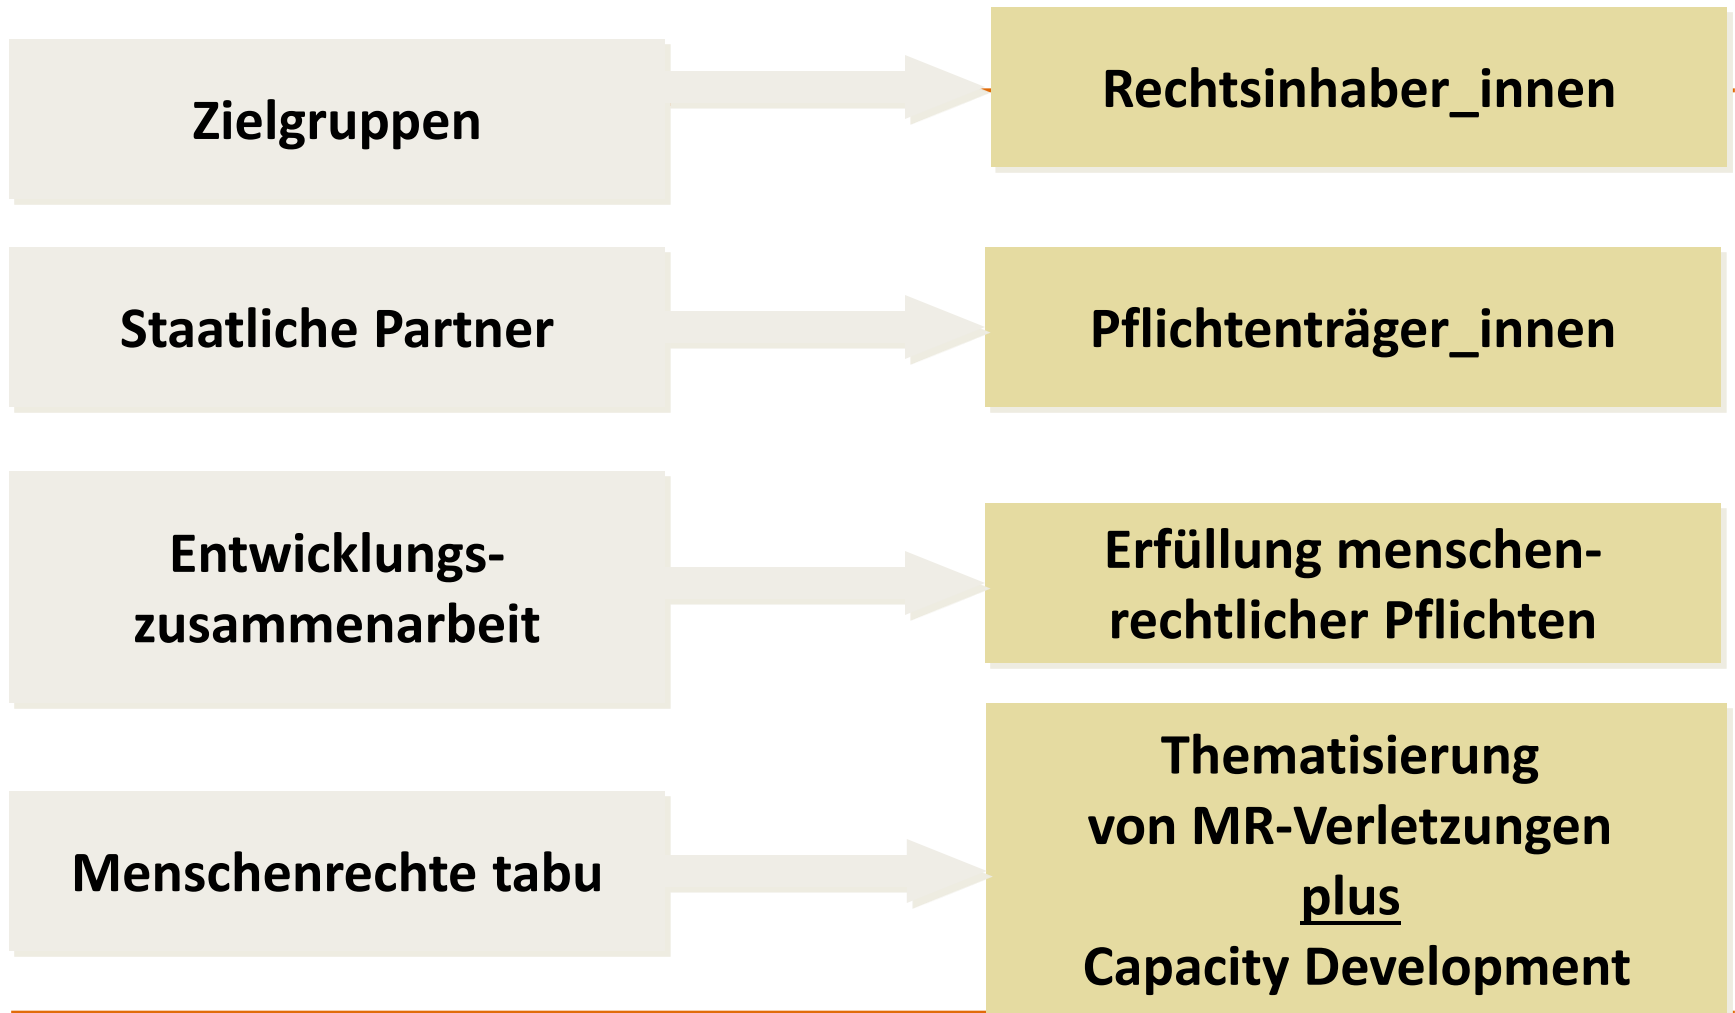 Zielgruppen
Rechtsinhaber_innen
Staatliche Partner
Pflichtenträger_innen
Entwicklungs-
zusammenarbeit
Erfüllung menschen-
rechtlicher Pflichten
Menschenrechte tabu
Thematisierung
von MR-Verletzungen
plus
Capacity Development